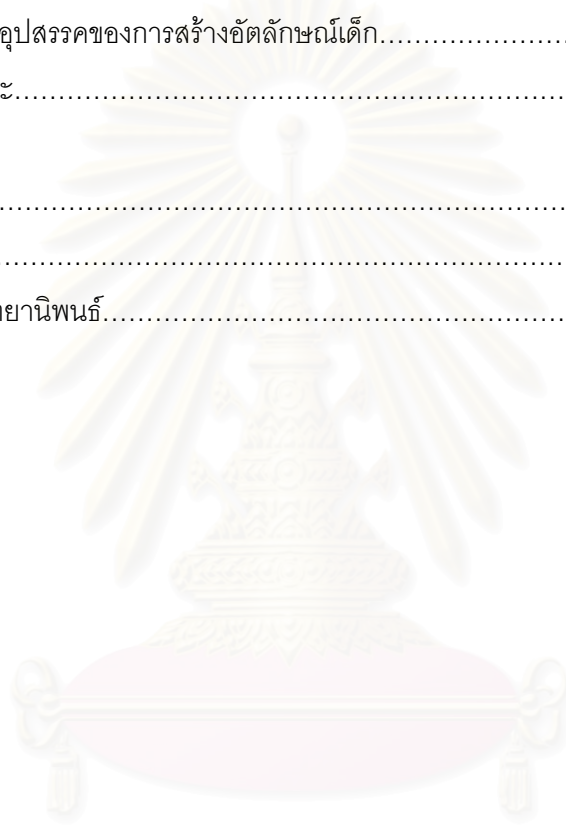 อุปสรรคของการสร้างอัตลักษณ์เด็ก.....................
ะ...............................................................
................................................................
................................................................
ยานิพนธ์..................................................